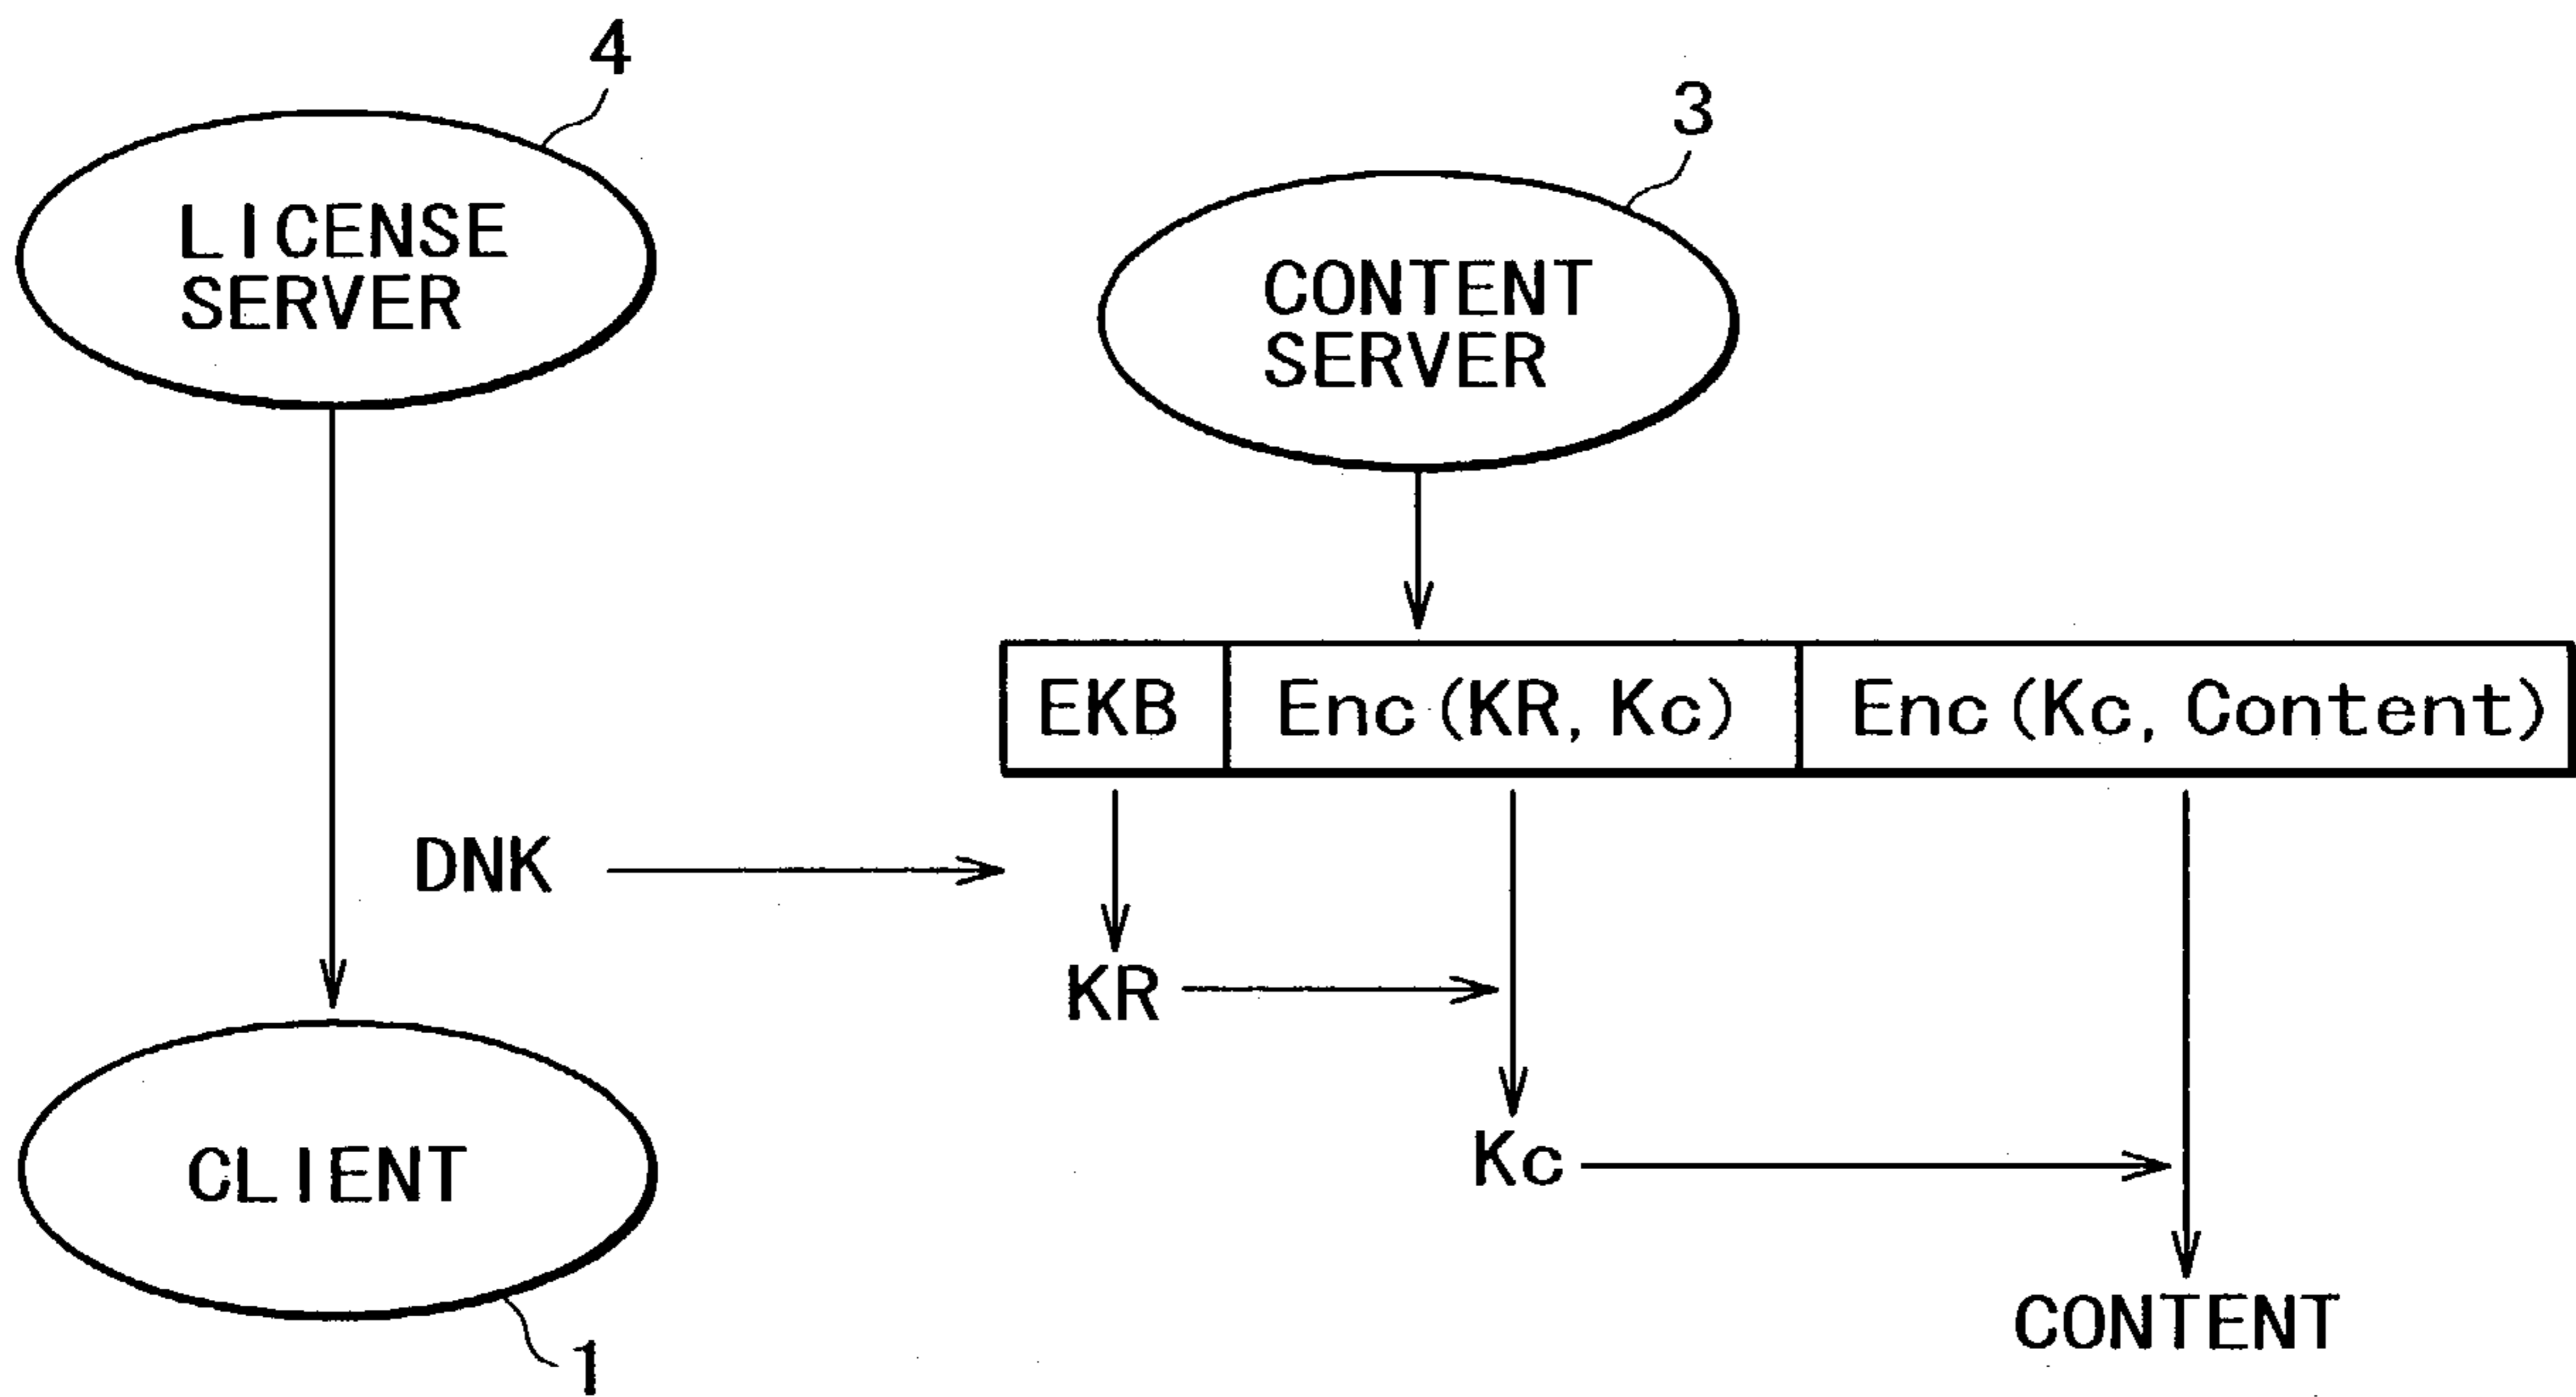 4
LICENSE
SERVER
3
CONTENT
SERVER
EKB Enc(KR, Kc) Enc(Kc, Content)
DNK
KR
Kc
CLIENT
CONTENT
1